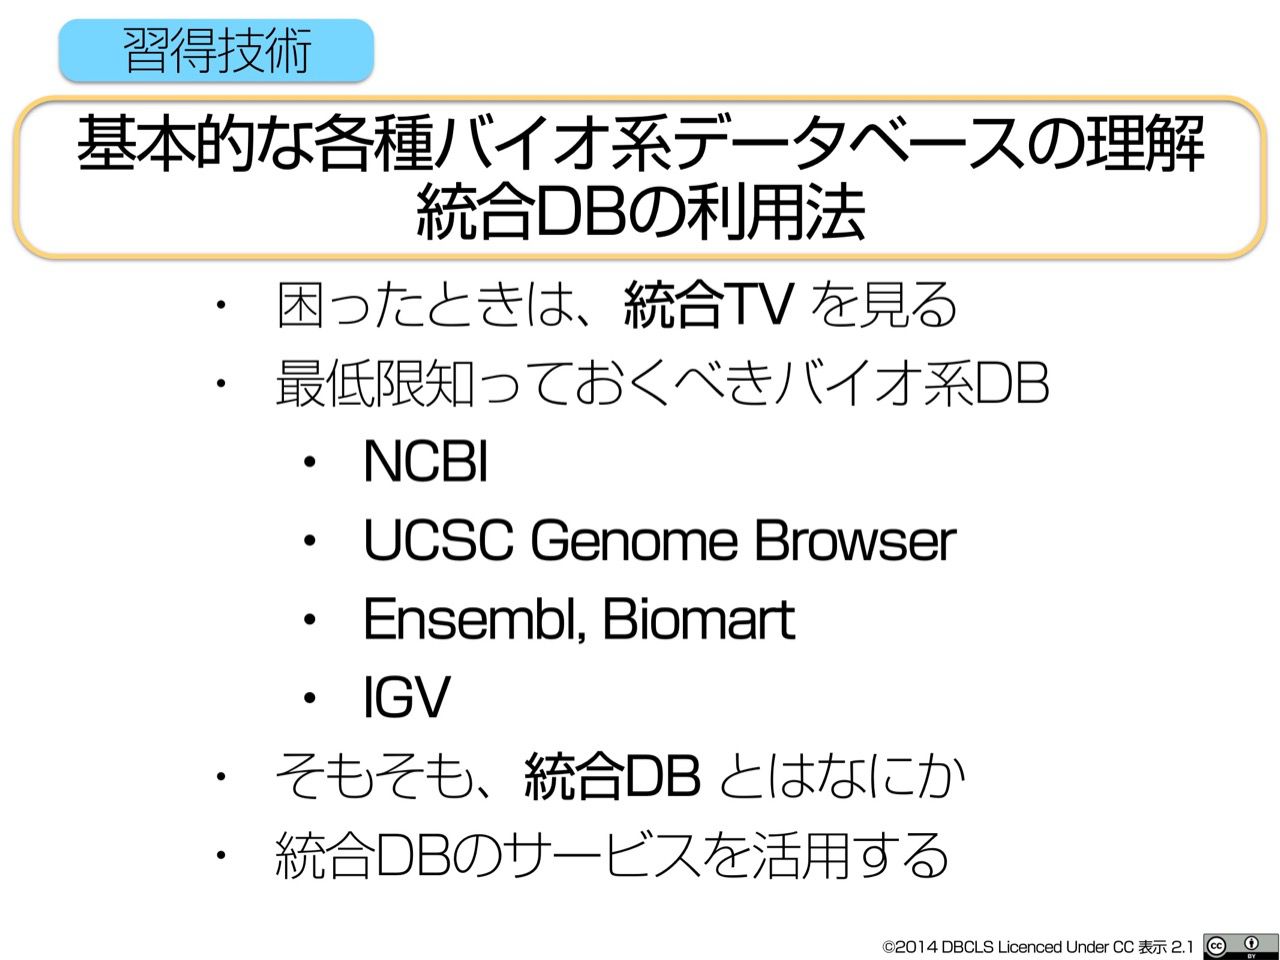 習得技術
基本的な各種バイオ系データベースの理解
統合DBの利用法
・ 困ったときは、統合TV を見る
・ 最低限知っておくべきバイオ系DB
・ NCBI
・ UCSC Genome Browser
・ Ensembl, Biomart
・ IGV
・ そもそも、統合DB とはなにか
・ 統合DBのサービスを活用する
©2014 DBCLS Licenced Under CC 表示 2.1
cc
BY